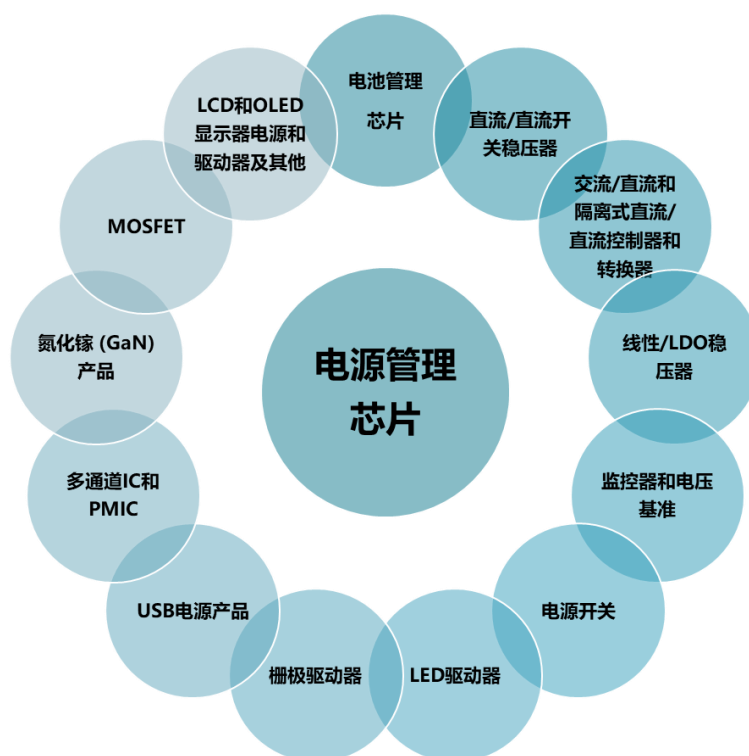 电池管理
芯片
直流/直流开
关稳压器
交流/直流和
隔离式直流/
直流控制器和
转换器
线性/LDO稳
压器
监控器和电压
基准
电源开关
LED驱动器
栅极驱动器
USB电源产品
多通道IC和
PMIC
氮化镓 (GaN)
产品
MOSFET
LCD和OLED
显示器电源和
驱动器及其他
电源管理
芯片